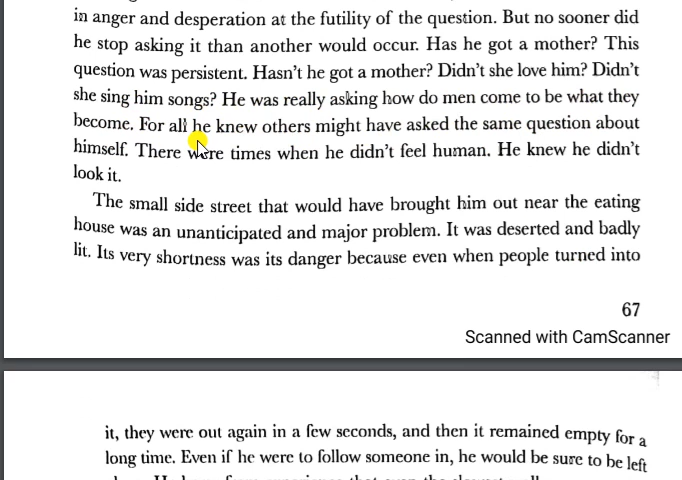 in anger and desperation at the futility of the question. But no sooner did
he stop asking it than another would occur. Has he got a mother? This
question was persistent. Hasn't he got a mother? Didn't she love him? Didn't
she sing him songs? He was really asking how do men come to be what they
become. For all he knew others might have asked the same question about
himself. There were times when he didn't feel human. He knew he didn't
look it.
The small side street that would have brought him out near the eating
house was an unanticipated and major problem. It was deserted and badly
lit. Its very shortness was its danger because even when people turned into
67
Scanned with CamScanner
it, they were out again in a few seconds, and then it remained empty for a
long time. Even if he were to follow someone in, he would be sure to be left